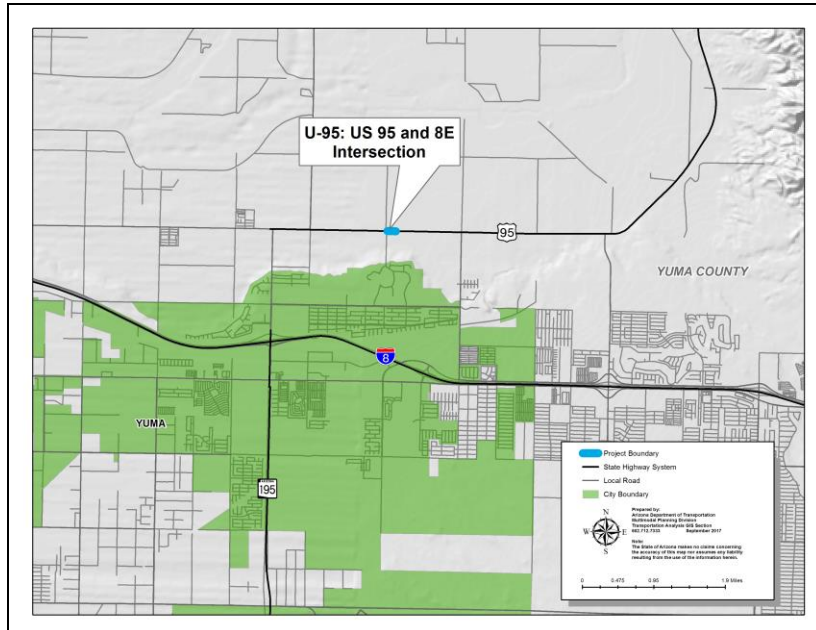 U-95: US 95 and 8E
Intersection
95
YUMA COUNTY
8
YUMA
195
Project Boundary
State Highway System
Local Road
City Boundary
Prepared by:
Arizona Department of Transportation
Multimodal Planning Division
Transportation Analysis GIS Section
602.712.7333 September 2017
N
W E
S
Note:
The State of Arizona makes no claims concerning
the accuracy of this map nor assumes any liability
resulting from the use of the information herein.
0 0.475 0.95 1.9 Miles